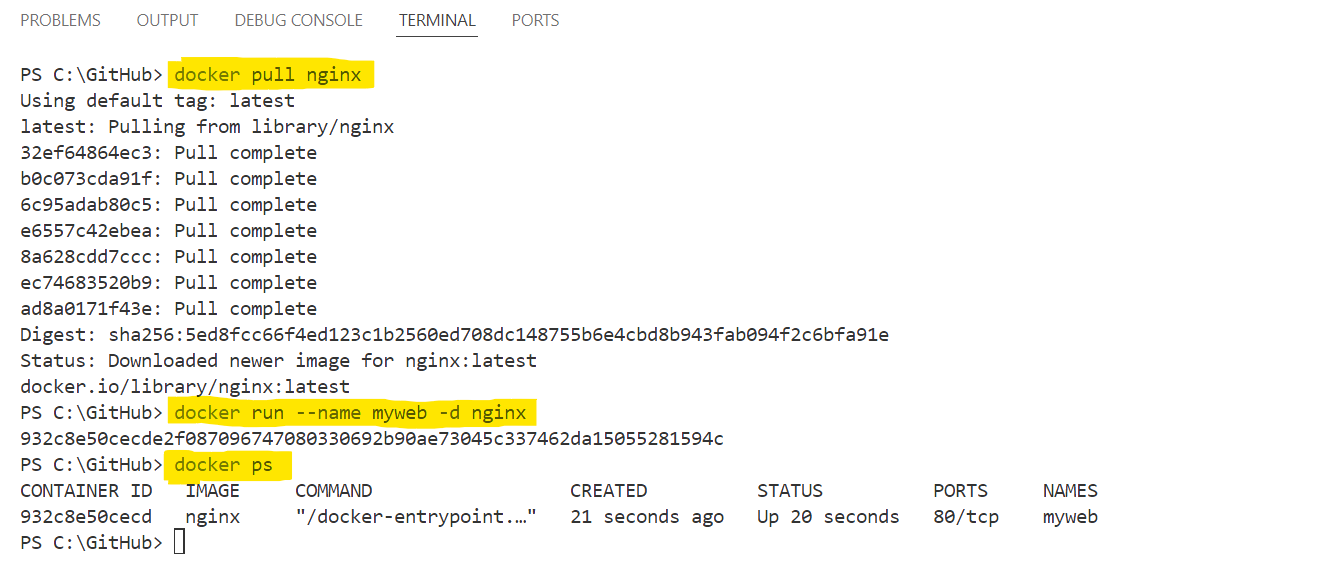 PROBLEMS OUTPUT DEBUG CONSOLE TERMINAL PORTS
PS C:\GitHub> docker pull nginx
Using default tag: latest
latest: Pulling from library/nginx
32ef64864ec3: Pull complete
b0c073cda91f: Pull complete
6c95adab80c5: Pull complete
e6557c42ebea: Pull complete
8a628cdd7ccc: Pull complete
ec74683520b9: Pull complete
ad8a0171f43e: Pull complete
Digest: sha256:5ed8fcc66f4ed123c1b2560ed708dc148755b6e4cbd8b943fab094f2c6bfa91e
Status: Downloaded newer image for nginx:latest
docker.io/library/nginx:latest
PS C:\GitHub> docker run --name myweb -d nginx
932c8e50cecde2f087096747080330692b90ae73045c337462da15055281594c
PS C:\GitHub> docker ps
CONTAINER ID IMAGE COMMAND CREATED STATUS PORTS NAMES
932c8e50cecd nginx "/docker-entrypoint.…" 21 seconds ago Up 20 seconds 80/tcp myweb
PS C:\GitHub>